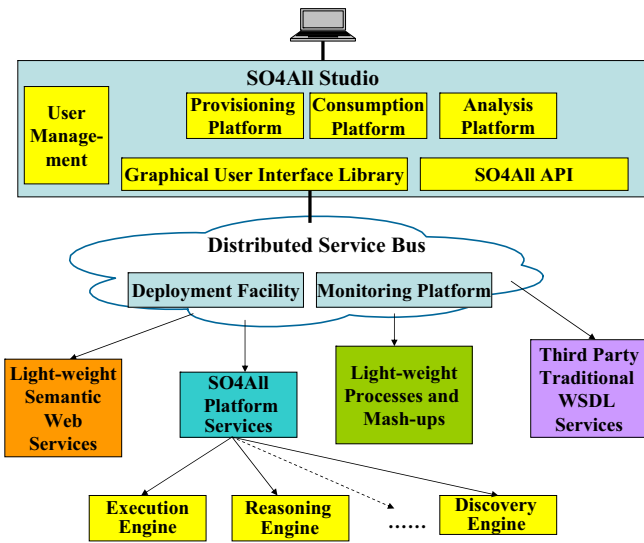 SO4All Studio
User
Manage-
ment
Provisioning
Platform
Consumption
Platform
Analysis
Platform
Graphical User Interface Library
SO4All API
Distributed Service Bus
Deployment Facility
Monitoring Platform
Light-weight
Semantic
Web
Services
SO4All
Platform
Services
Light-weight
Processes and
Mash-ups
Third Party
Traditional
WSDL
Services
Execution
Engine
Reasoning
Engine
......
Discovery
Engine